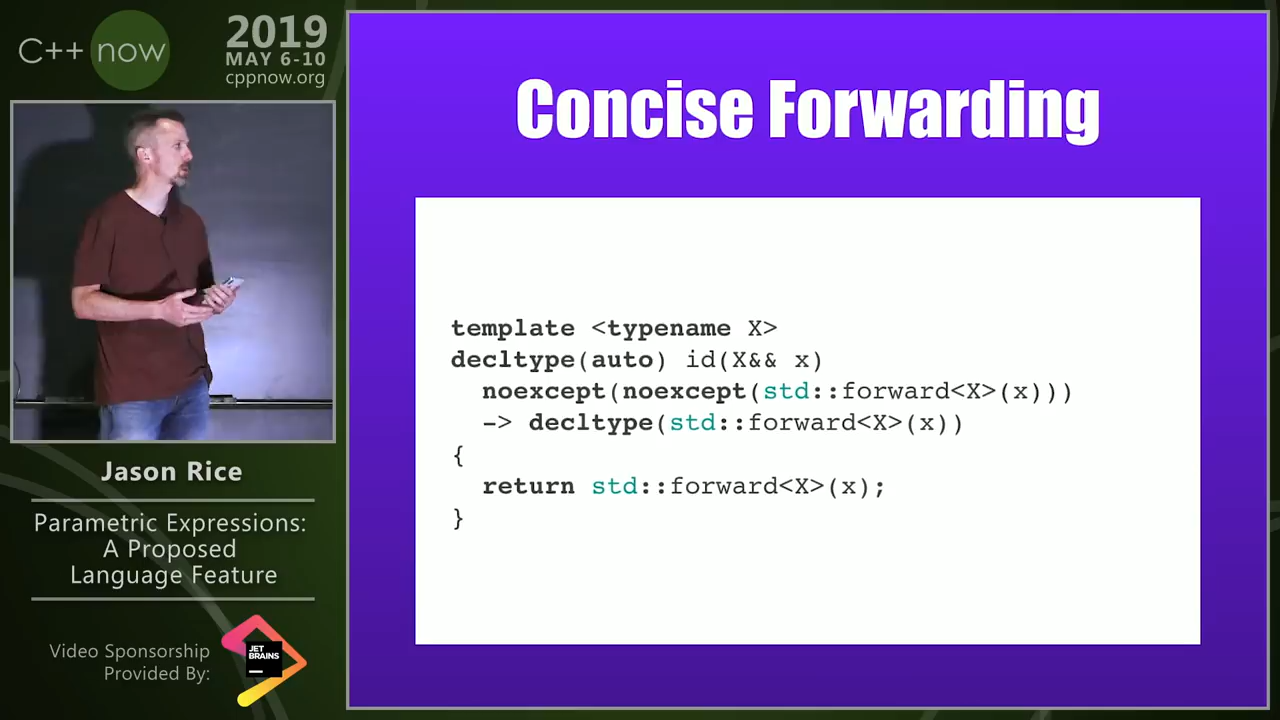 C++ now
2019
MAY 6-10
cppnow.org
Concise Forwarding
template <typename X>
decltype(auto) id(X&& x)
  noexcept(noexcept(std::forward<X>(x)))
  -> decltype(std::forward<X>(x))
{
  return std::forward<X>(x);
}
Jason Rice
Parametric Expressions:
A Proposed
Language Feature
Video Sponsorship
Provided By:
JET
BRAINS